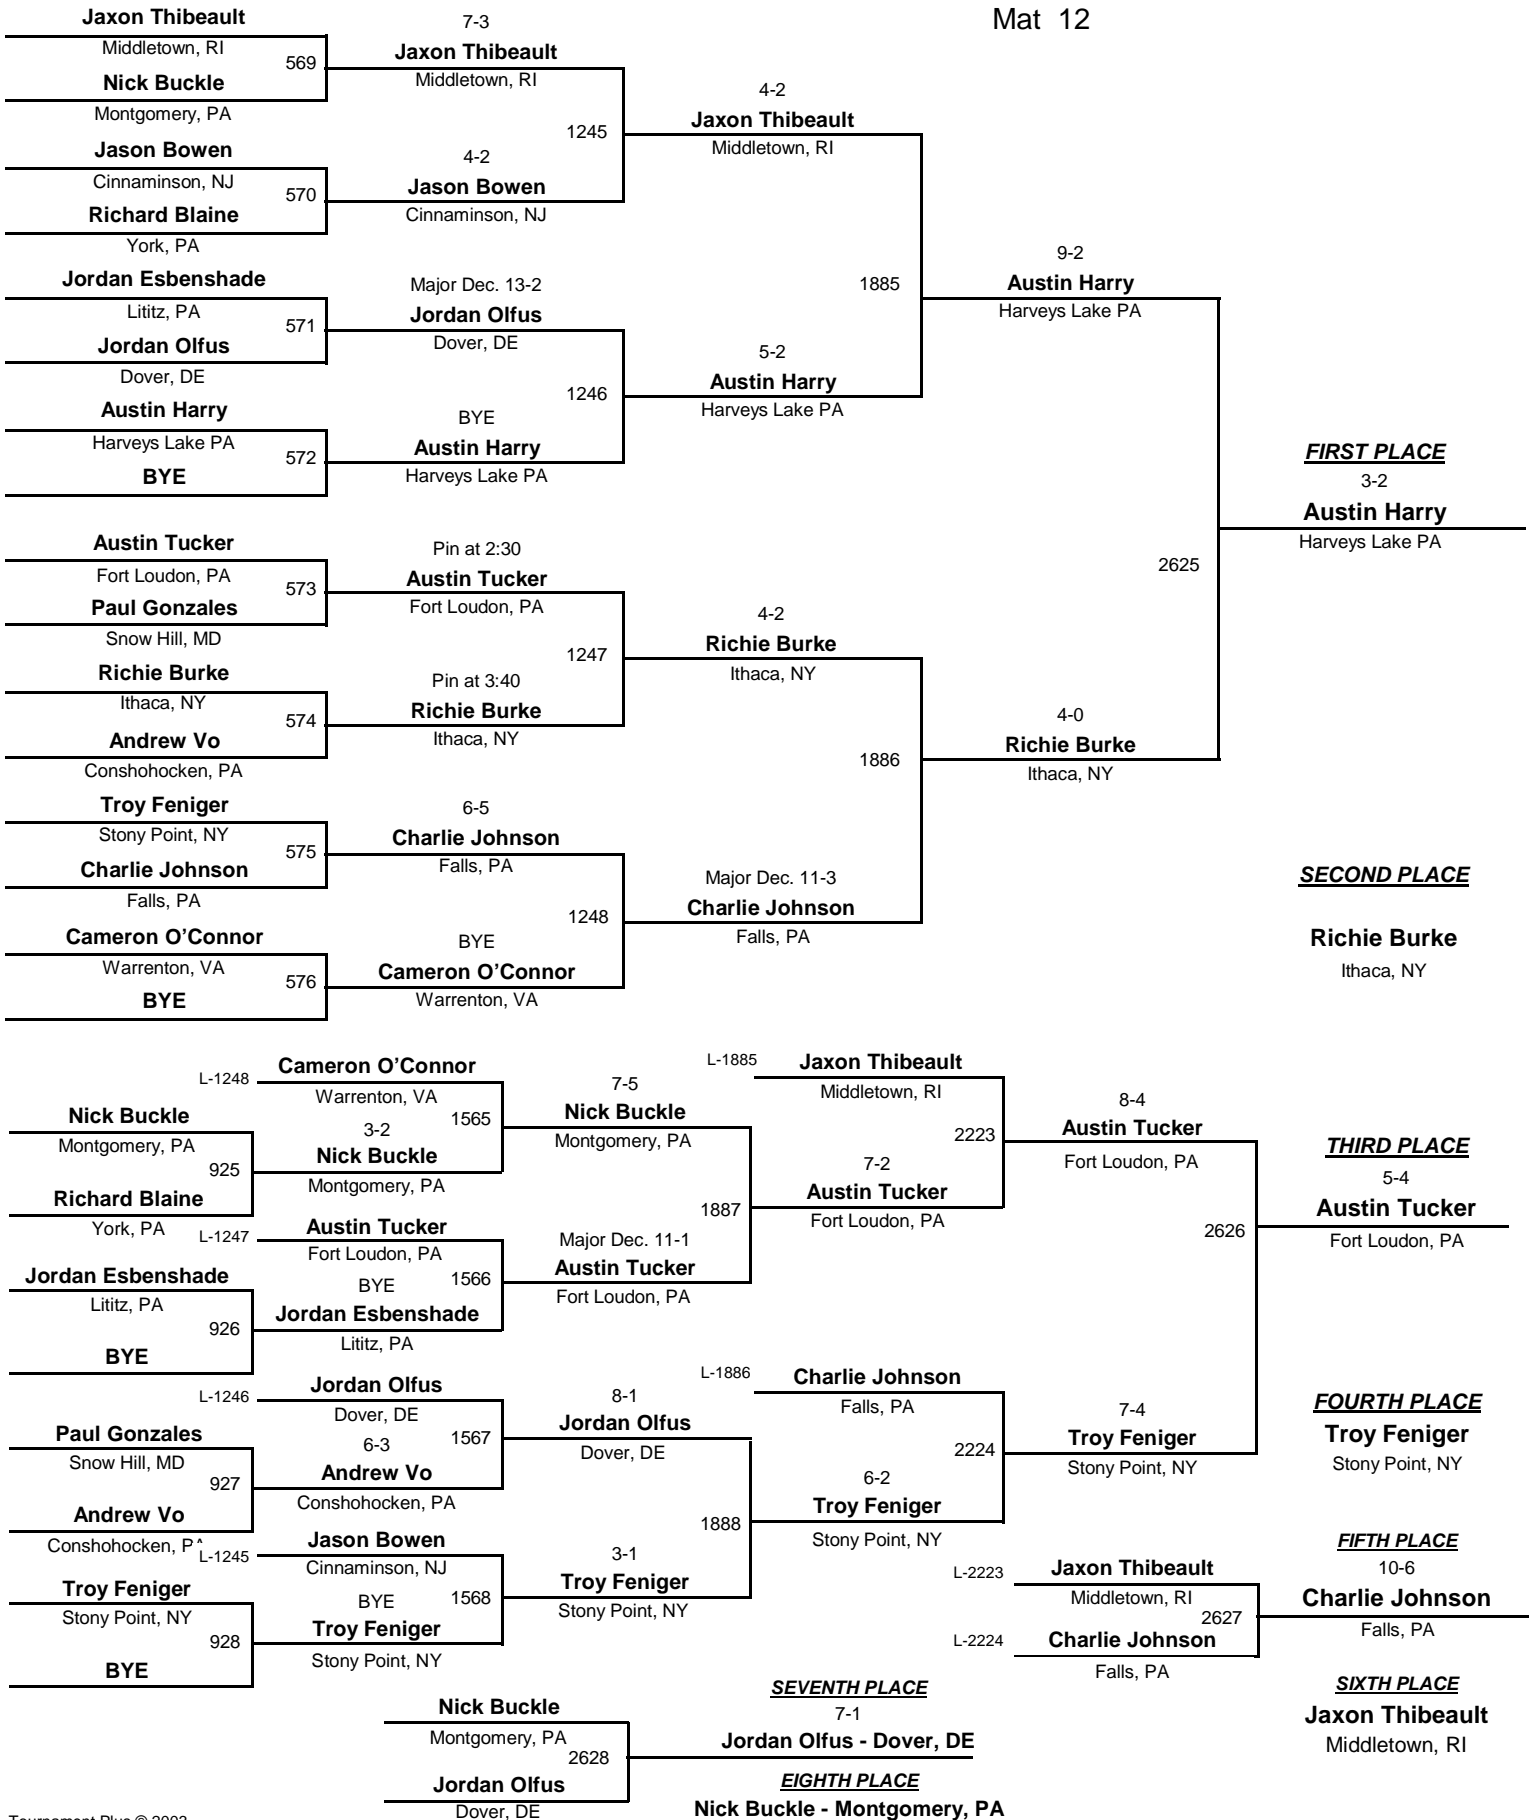 Mat 12
Jaxon Thibeault
Middletown, RI
569
Nick Buckle
Montgomery, PA
Jason Bowen
Cinnaminson, NJ
570
Richard Blaine
York, PA
Jordan Esbenshade
Lititz, PA
571
Jordan Olfus
Dover, DE
Austin Harry
Harveys Lake PA
572
BYE
Austin Tucker
Fort Loudon, PA
573
Paul Gonzales
Snow Hill, MD
Richie Burke
Ithaca, NY
574
Andrew Vo
Conshohocken, PA
Troy Feniger
Stony Point, NY
575
Charlie Johnson
Falls, PA
Cameron O'Connor
Warrenton, VA
576
BYE
7-3
Jaxon Thibeault
Middletown, RI
1245
4-2
Jason Bowen
Cinnaminson, NJ
Major Dec. 13-2
Jordan Olfus
Dover, DE
1246
BYE
Austin Harry
Harveys Lake PA
Pin at 2:30
Austin Tucker
Fort Loudon, PA
1247
Pin at 3:40
Richie Burke
Ithaca, NY
6-5
Charlie Johnson
Falls, PA
1248
BYE
Cameron O'Connor
Warrenton, VA
4-2
Jaxon Thibeault
Middletown, RI
1885
5-2
Austin Harry
Harveys Lake PA
4-2
Richie Burke
Ithaca, NY
1886
Major Dec. 11-3
Charlie Johnson
Falls, PA
9-2
Austin Harry
Harveys Lake PA
2625
4-0
Richie Burke
Ithaca, NY
FIRST PLACE
3-2
Austin Harry
Harveys Lake PA
SECOND PLACE
Richie Burke
Ithaca, NY
Nick Buckle
Montgomery, PA
925
Richard Blaine
York, PA
Jordan Esbenshade
Lititz, PA
926
BYE
Paul Gonzales
Snow Hill, MD
927
Andrew Vo
Conshohocken, PA
Troy Feniger
Stony Point, NY
928
BYE
L-1248
Cameron O'Connor
Warrenton, VA
1565
3-2
Nick Buckle
Montgomery, PA
L-1247
Austin Tucker
Fort Loudon, PA
BYE
1566
Jordan Esbenshade
Lititz, PA
L-1246
Jordan Olfus
Dover, DE
1567
6-3
Andrew Vo
Conshohocken, PA
L-1245
Jason Bowen
Cinnaminson, NJ
BYE
1568
Troy Feniger
Stony Point, NY
7-5
Nick Buckle
Montgomery, PA
1887
Major Dec. 11-1
Austin Tucker
Fort Loudon, PA
8-1
Jordan Olfus
Dover, DE
1888
3-1
Troy Feniger
Stony Point, NY
L-1885
Jaxon Thibeault
Middletown, RI
2223
7-2
Austin Tucker
Fort Loudon, PA
L-1886
Charlie Johnson
Falls, PA
2224
6-2
Troy Feniger
Stony Point, NY
8-4
Austin Tucker
Fort Loudon, PA
2626
7-4
Troy Feniger
Stony Point, NY
THIRD PLACE
5-4
Austin Tucker
Fort Loudon, PA
FOURTH PLACE
Troy Feniger
Stony Point, NY
L-2223
Jaxon Thibeault
Middletown, RI
2627
L-2224
Charlie Johnson
Falls, PA
FIFTH PLACE
10-6
Charlie Johnson
Falls, PA
SIXTH PLACE
Jaxon Thibeault
Middletown, RI
Nick Buckle
Montgomery, PA
2628
Jordan Olfus
Dover, DE
SEVENTH PLACE
7-1
Jordan Olfus - Dover, DE
EIGHTH PLACE
Nick Buckle - Montgomery, PA